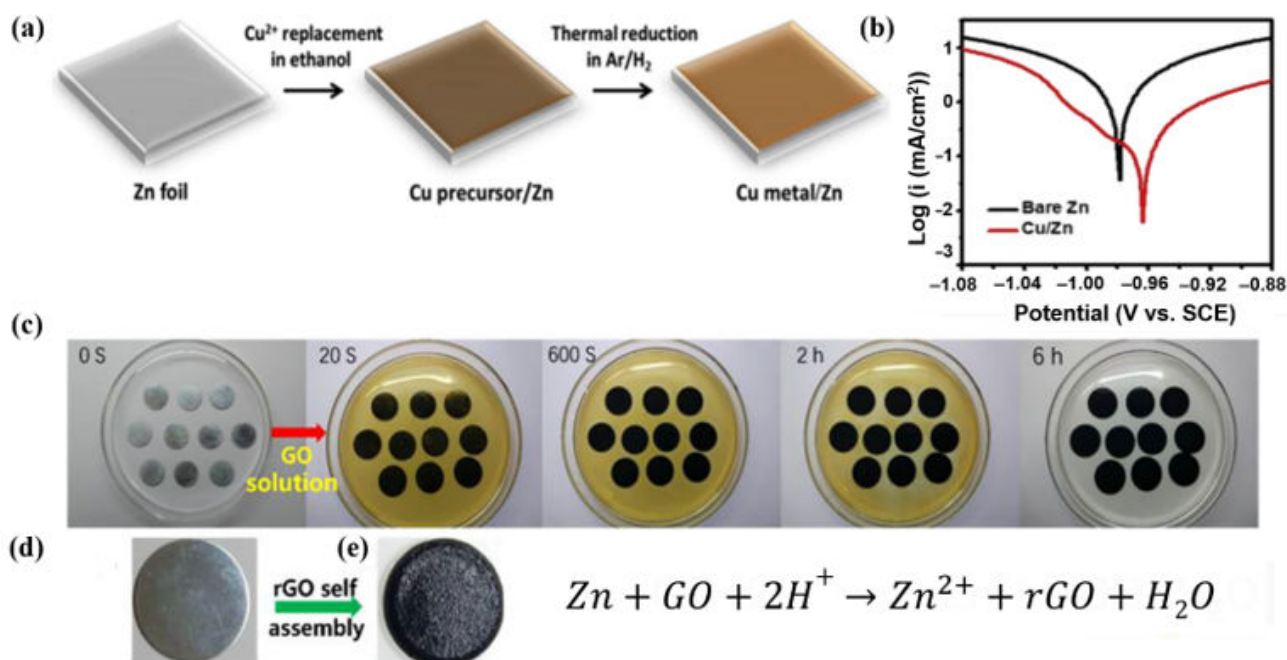 (a)
Cu²⁺ replacement
in ethanol
Thermal reduction
in Ar/H₂
Zn foil
Cu precursor/Zn
Cu metal/Zn
(b)
Log (i (mA/cm²))
1
0
−1
−2
−3
Bare Zn
Cu/Zn
−1.08
−1.04
−1.00
−0.96
−0.92
−0.88
Potential (V vs. SCE)
(c)
0 S
20 S
600 S
2 h
6 h
GO
solution
(d)
(e)
rGO self
assembly
Zn + GO + 2H⁺ → Zn²⁺ + rGO + H₂O